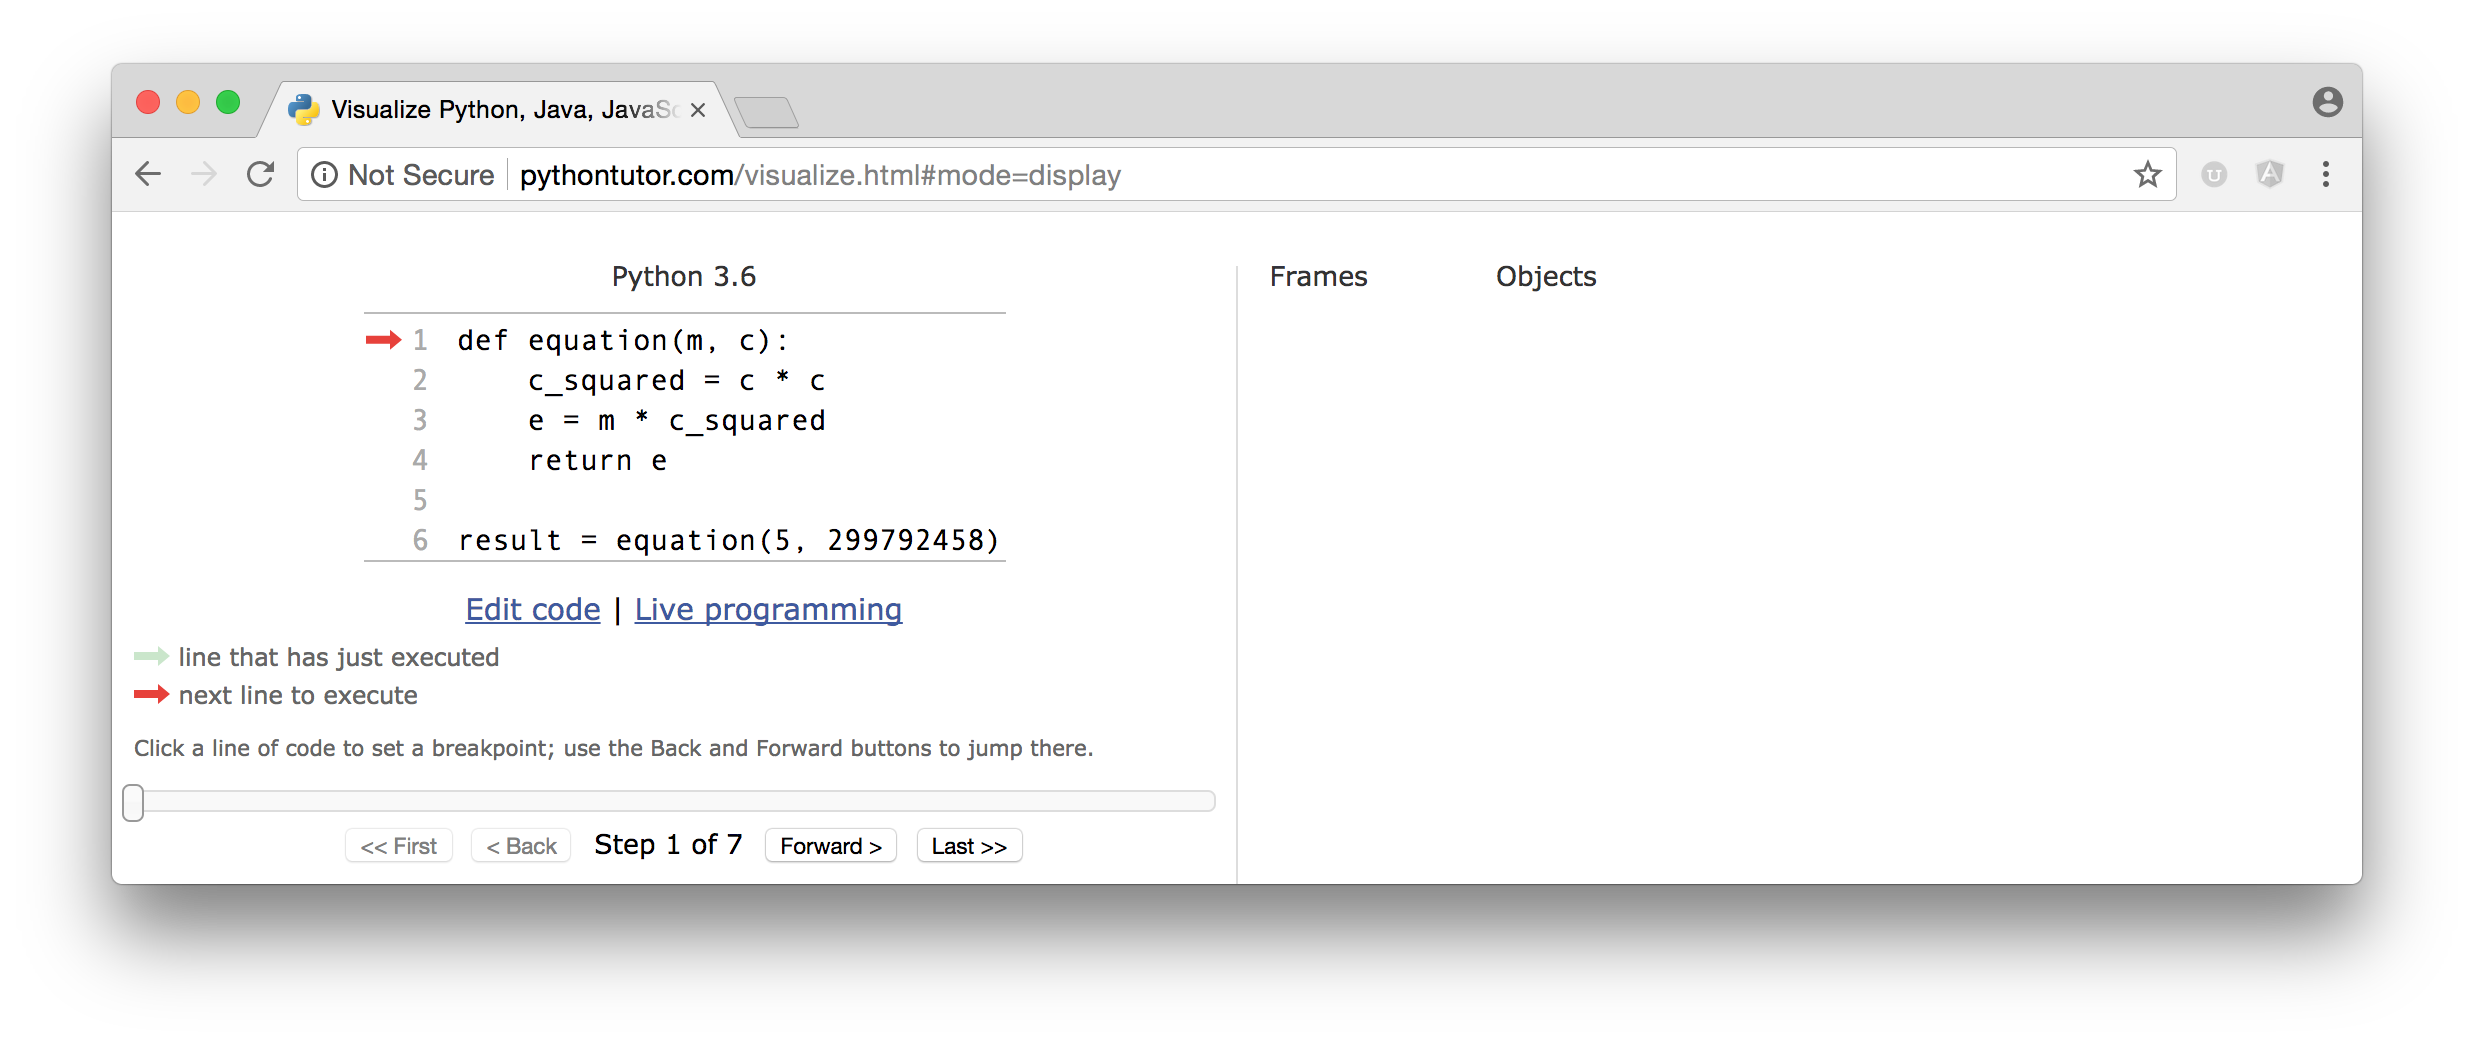 Visualize Python, Java, JavaSc
Not Secure pythontutor.com/visualize.html#mode=display
Python 3.6
1 def equation(m, c):
2     c_squared = c * c
3     e = m * c_squared
4     return e
5
6 result = equation(5, 299792458)
Edit code | Live programming
line that has just executed
next line to execute
Click a line of code to set a breakpoint; use the Back and Forward buttons to jump there.
<< First < Back Step 1 of 7 Forward > Last >>
Frames Objects